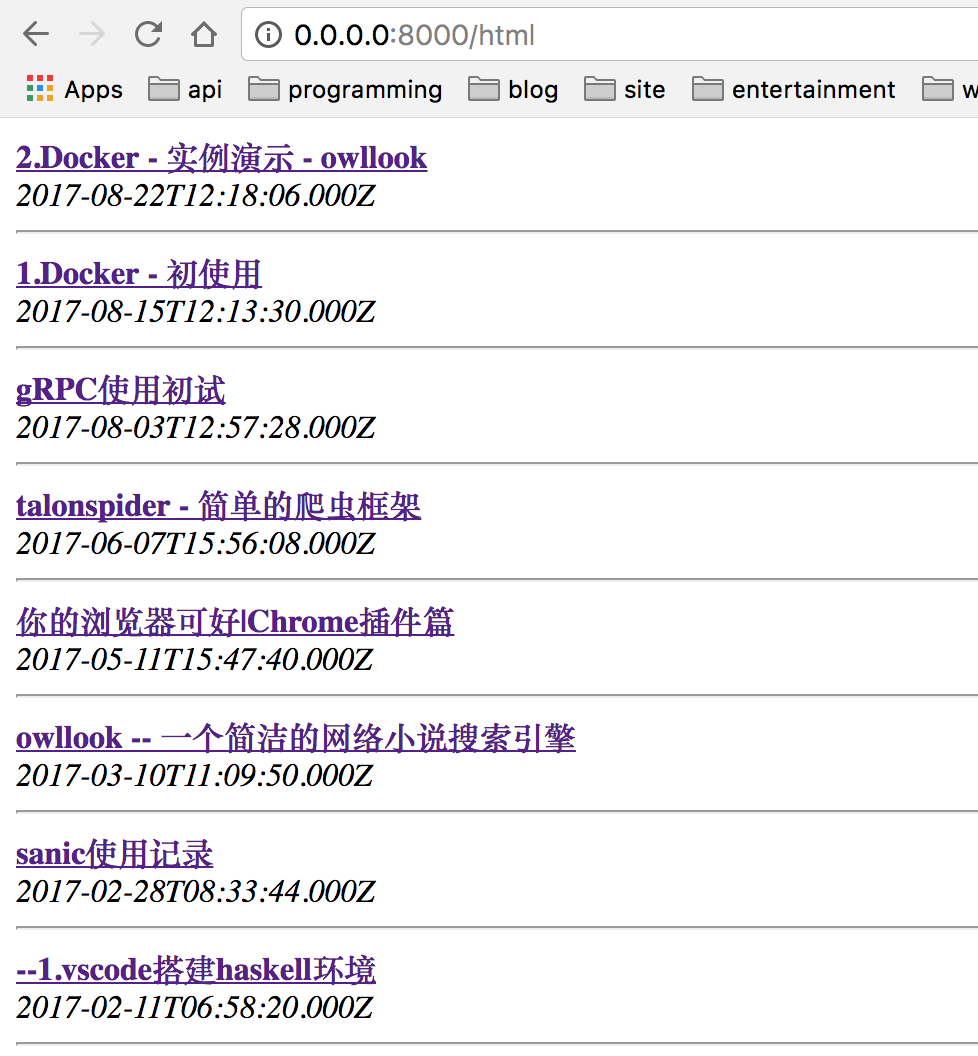 0.0.0.0:8000/html
Apps api programming blog site entertainment
2.Docker - 实例演示 - owllook
2017-08-22T12:18:06.000Z
1.Docker - 初使用
2017-08-15T12:13:30.000Z
gRPC使用初试
2017-08-03T12:57:28.000Z
talonspider - 简单的爬虫框架
2017-06-07T15:56:08.000Z
你的浏览器可好|Chrome插件篇
2017-05-11T15:47:40.000Z
owllook -- 一个简洁的网络小说搜索引擎
2017-03-10T11:09:50.000Z
sanic使用记录
2017-02-28T08:33:44.000Z
--1.vscode搭建haskell环境
2017-02-11T06:58:20.000Z